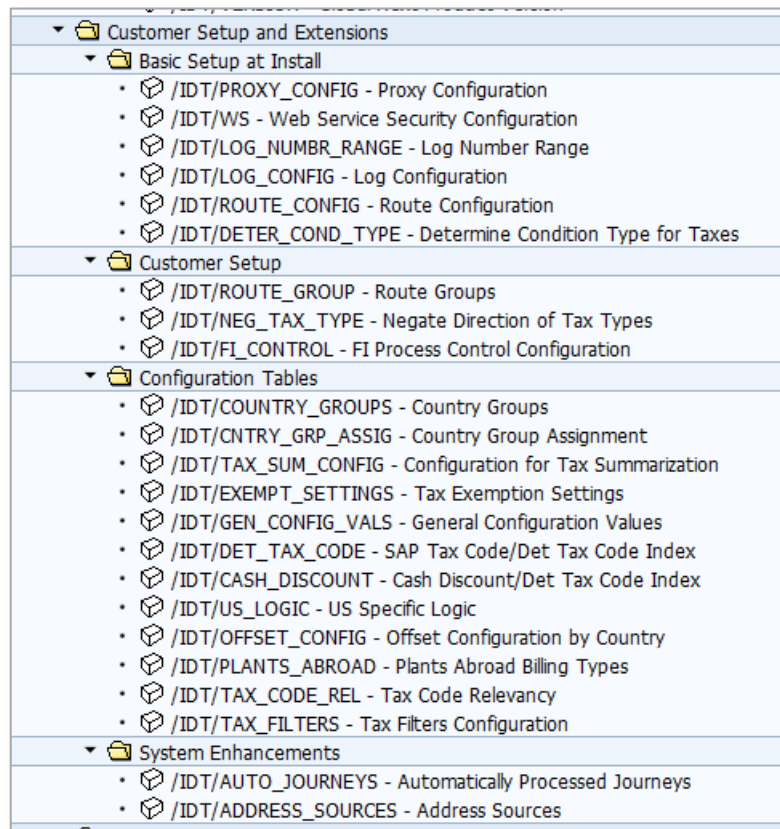 Customer Setup and Extensions
Basic Setup at Install
/IDT/PROXY_CONFIG - Proxy Configuration
/IDT/WS - Web Service Security Configuration
/IDT/LOG_NUMBR_RANGE - Log Number Range
/IDT/LOG_CONFIG - Log Configuration
/IDT/ROUTE_CONFIG - Route Configuration
/IDT/DETER_COND_TYPE - Determine Condition Type for Taxes
Customer Setup
/IDT/ROUTE_GROUP - Route Groups
/IDT/NEG_TAX_TYPE - Negate Direction of Tax Types
/IDT/FI_CONTROL - FI Process Control Configuration
Configuration Tables
/IDT/COUNTRY_GROUPS - Country Groups
/IDT/CNTRY_GRP_ASSIG - Country Group Assignment
/IDT/TAX_SUM_CONFIG - Configuration for Tax Summarization
/IDT/EXEMPT_SETTINGS - Tax Exemption Settings
/IDT/GEN_CONFIG_VALS - General Configuration Values
/IDT/DET_TAX_CODE - SAP Tax Code/Det Tax Code Index
/IDT/CASH_DISCOUNT - Cash Discount/Det Tax Code Index
/IDT/US_LOGIC - US Specific Logic
/IDT/OFFSET_CONFIG - Offset Configuration by Country
/IDT/PLANTS_ABROAD - Plants Abroad Billing Types
/IDT/TAX_CODE_REL - Tax Code Relevancy
/IDT/TAX_FILTERS - Tax Filters Configuration
System Enhancements
/IDT/AUTO_JOURNEYS - Automatically Processed Journeys
/IDT/ADDRESS_SOURCES - Address Sources